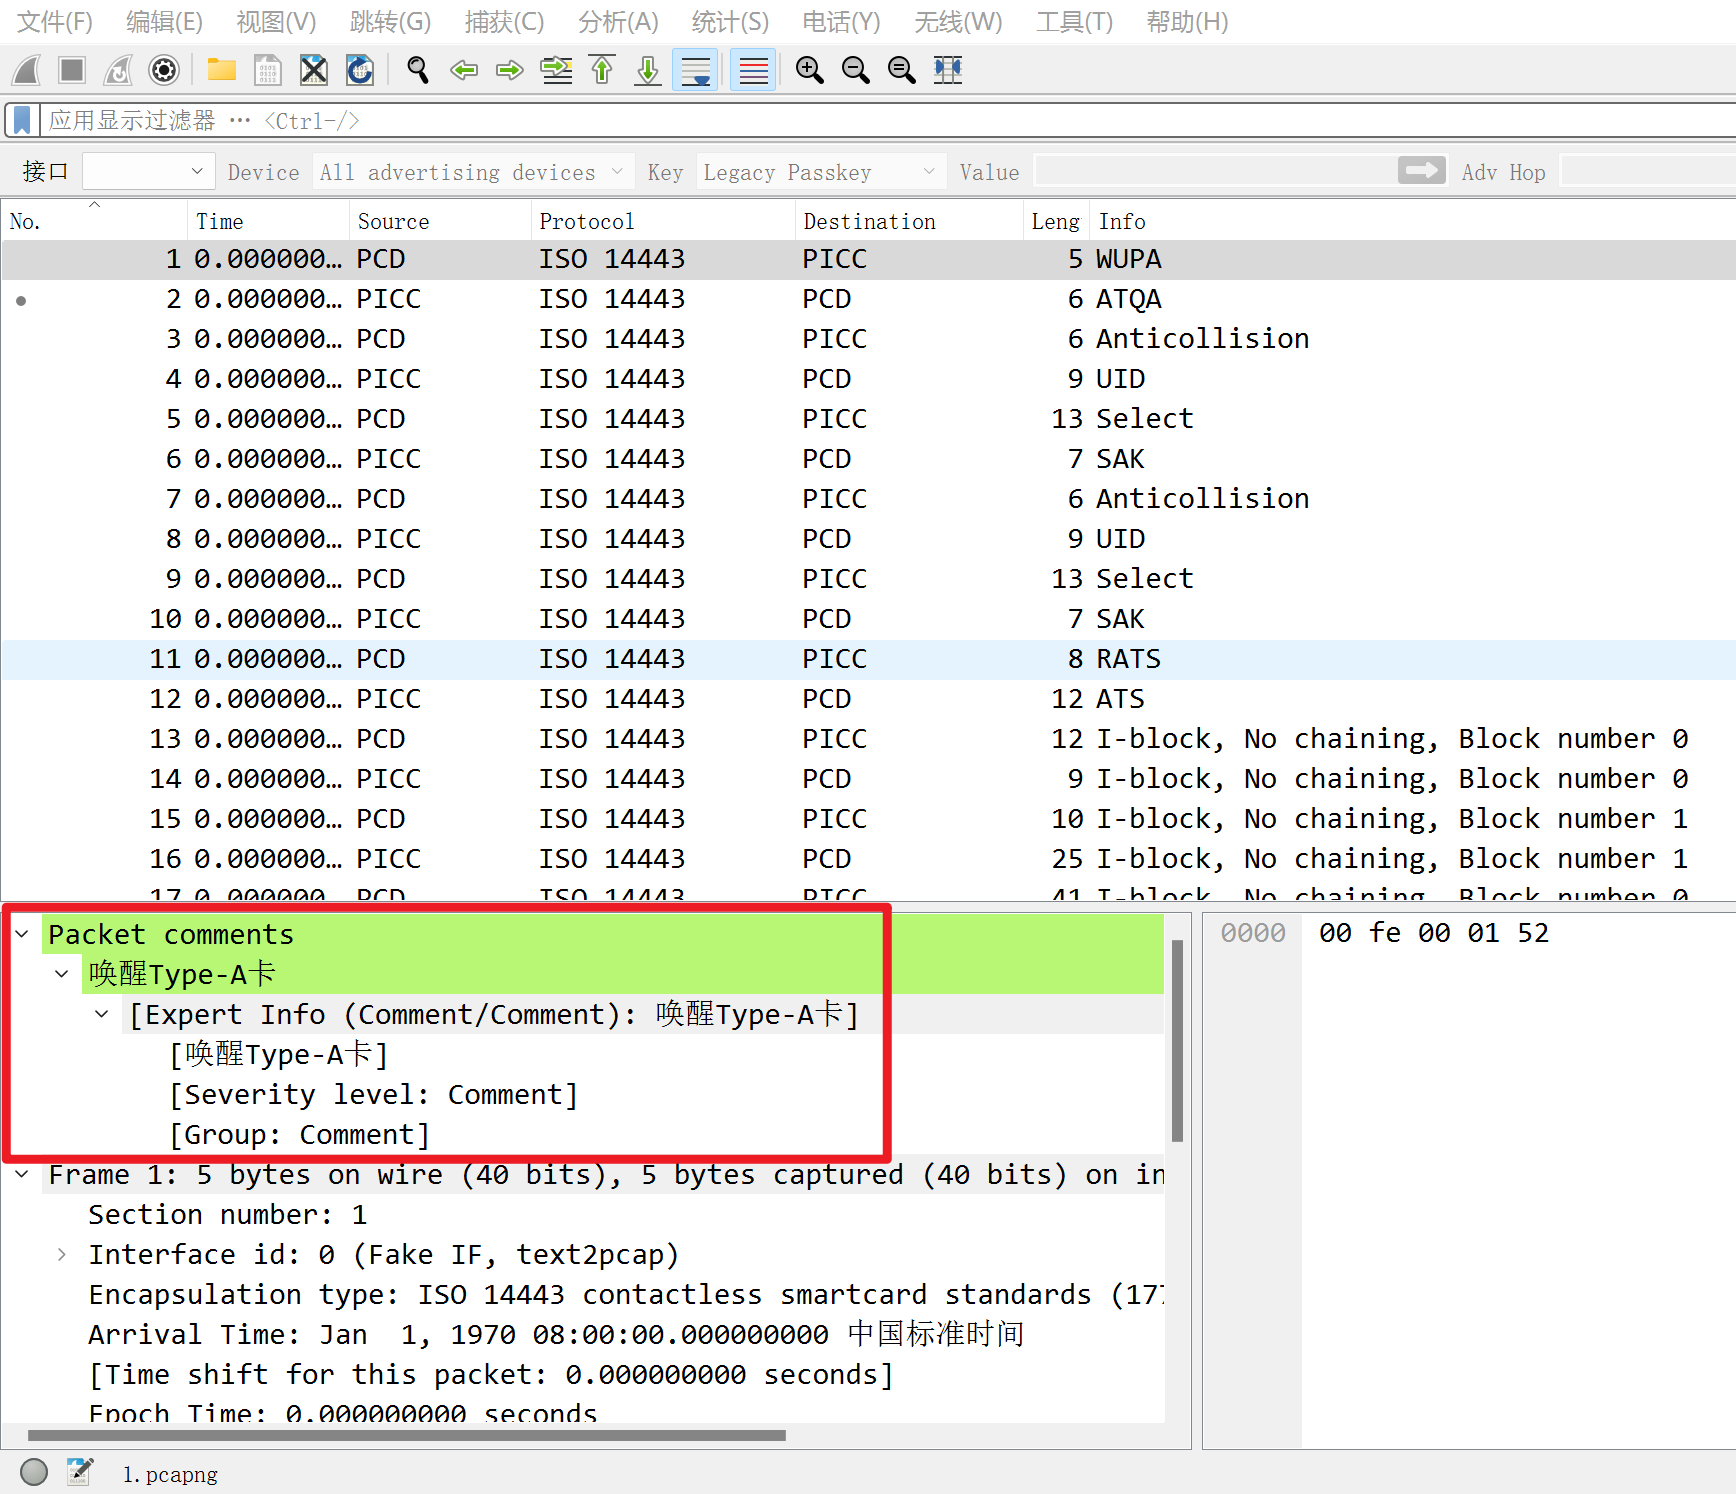 文件(F) 编辑(E) 视图(V) 跳转(G) 捕获(C) 分析(A) 统计(S) 电话(Y) 无线(W) 工具(T) 帮助(H)
应用显示过滤器 … <Ctrl-/>
接口 Device All advertising devices Key Legacy Passkey Value Adv Hop
No. Time Source Protocol Destination Leng Info
1 0.000000… PCD ISO 14443 PICC 5 WUPA
2 0.000000… PICC ISO 14443 PCD 6 ATQA
3 0.000000… PCD ISO 14443 PICC 6 Anticollision
4 0.000000… PICC ISO 14443 PCD 9 UID
5 0.000000… PCD ISO 14443 PICC 13 Select
6 0.000000… PICC ISO 14443 PCD 7 SAK
7 0.000000… PCD ISO 14443 PICC 6 Anticollision
8 0.000000… PICC ISO 14443 PCD 9 UID
9 0.000000… PCD ISO 14443 PICC 13 Select
10 0.000000… PICC ISO 14443 PCD 7 SAK
11 0.000000… PCD ISO 14443 PICC 8 RATS
12 0.000000… PICC ISO 14443 PCD 12 ATS
13 0.000000… PCD ISO 14443 PICC 12 I-block, No chaining, Block number 0
14 0.000000… PICC ISO 14443 PCD 9 I-block, No chaining, Block number 0
15 0.000000… PCD ISO 14443 PICC 10 I-block, No chaining, Block number 1
16 0.000000… PICC ISO 14443 PCD 25 I-block, No chaining, Block number 1
17 0.000000… PCD ISO 14443 PICC 41 I-block, No chaining, Block number 0
Packet comments
唤醒Type-A卡
[Expert Info (Comment/Comment): 唤醒Type-A卡]
[唤醒Type-A卡]
[Severity level: Comment]
[Group: Comment]
Frame 1: 5 bytes on wire (40 bits), 5 bytes captured (40 bits) on in
Section number: 1
Interface id: 0 (Fake IF, text2pcap)
Encapsulation type: ISO 14443 contactless smartcard standards (177
Arrival Time: Jan  1, 1970 08:00:00.000000000 中国标准时间
[Time shift for this packet: 0.000000000 seconds]
Epoch Time: 0.000000000 seconds
0000 00 fe 00 01 52
1.pcapng